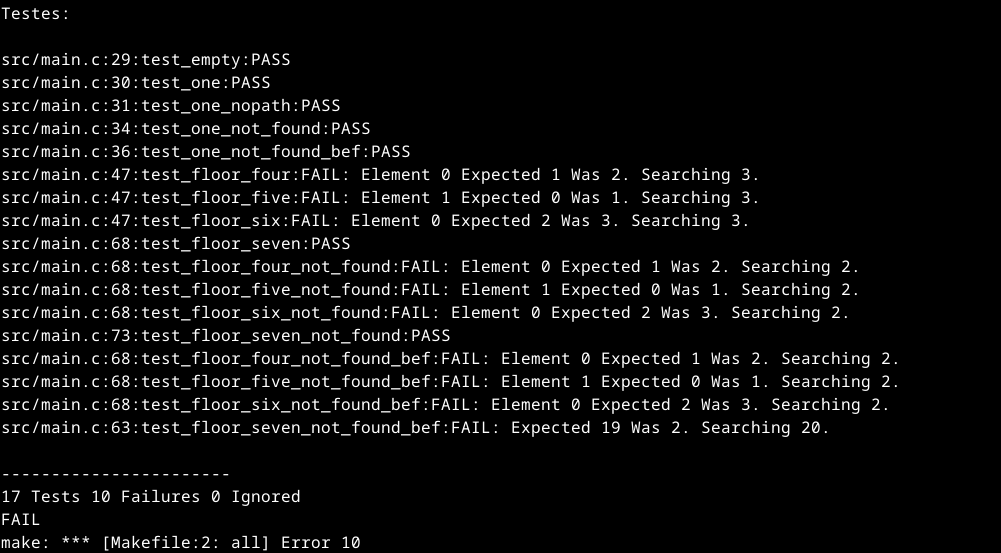 Testes:
src/main.c:29:test_empty:PASS
src/main.c:30:test_one:PASS
src/main.c:31:test_one_nopath:PASS
src/main.c:34:test_one_not_found:PASS
src/main.c:36:test_one_not_found_bef:PASS
src/main.c:47:test_floor_four:FAIL: Element 0 Expected 1 Was 2. Searching 3.
src/main.c:47:test_floor_five:FAIL: Element 1 Expected 0 Was 1. Searching 3.
src/main.c:47:test_floor_six:FAIL: Element 0 Expected 2 Was 3. Searching 3.
src/main.c:68:test_floor_seven:PASS
src/main.c:68:test_floor_four_not_found:FAIL: Element 0 Expected 1 Was 2. Searching 2.
src/main.c:68:test_floor_five_not_found:FAIL: Element 1 Expected 0 Was 1. Searching 2.
src/main.c:68:test_floor_six_not_found:FAIL: Element 0 Expected 2 Was 3. Searching 2.
src/main.c:73:test_floor_seven_not_found:PASS
src/main.c:68:test_floor_four_not_found_bef:FAIL: Element 0 Expected 1 Was 2. Searching 2.
src/main.c:68:test_floor_five_not_found_bef:FAIL: Element 1 Expected 0 Was 1. Searching 2.
src/main.c:68:test_floor_six_not_found_bef:FAIL: Element 0 Expected 2 Was 3. Searching 2.
src/main.c:63:test_floor_seven_not_found_bef:FAIL: Expected 19 Was 2. Searching 20.
-----------------------
17 Tests 10 Failures 0 Ignored
FAIL
make: *** [Makefile:2: all] Error 10